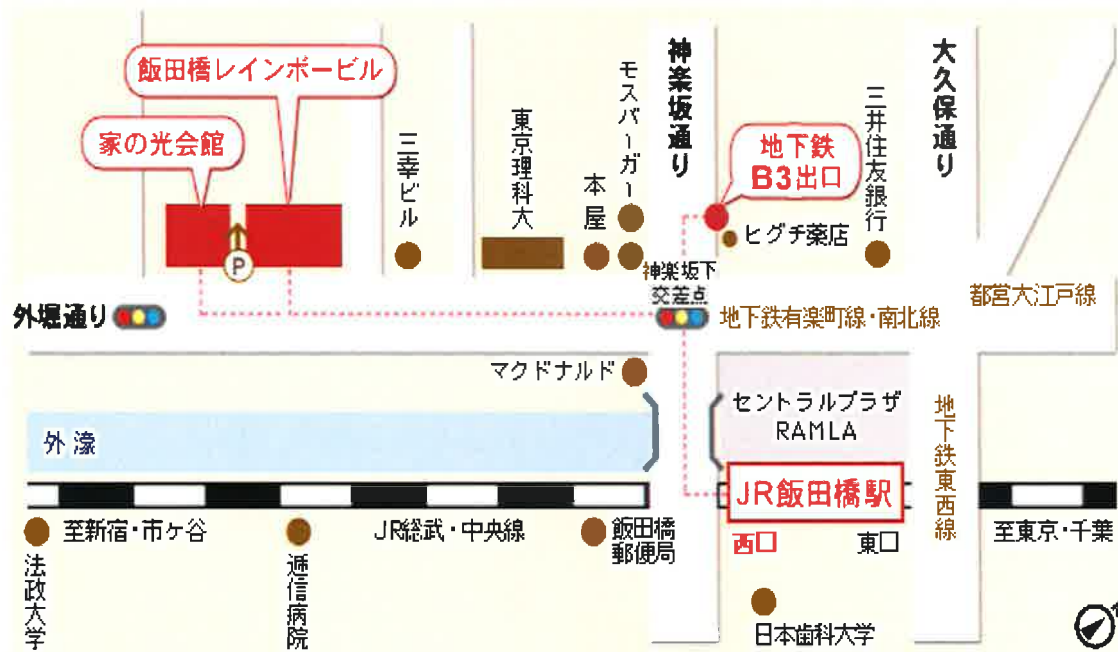 飯田橋レインボービル
家の光会館
三幸ビル
東京理科大
本屋
モスバーガー
神楽坂通り
地下鉄
B3出口
ヒグチ薬店
三井住友銀行
大久保通り
P
外堀通り
神楽坂下
交差点
地下鉄有楽町線・南北線
都営大江戸線
マクドナルド
セントラルプラザ
RAMLA
外濠
地下鉄東西線
JR飯田橋駅
至新宿・市ヶ谷
JR総武・中央線
飯田橋
郵便局
西口
東口
至東京・千葉
法政大学
逓信病院
日本歯科大学